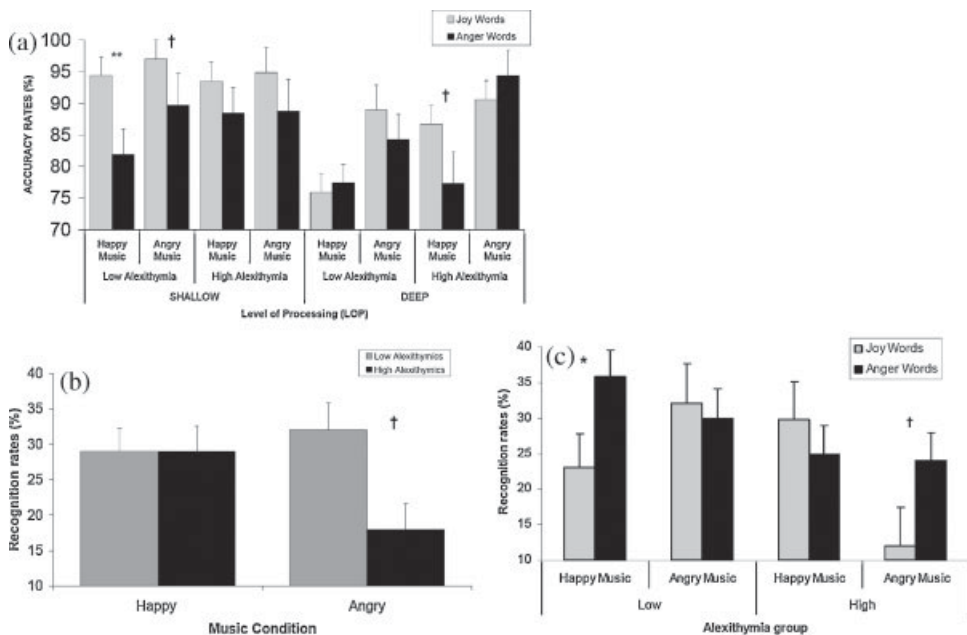 (a)
Joy Words
Anger Words
**
†
†
ACCURACY RATES (%)
100
95
90
85
80
75
70
Happy Music
Angry Music
Happy Music
Angry Music
Happy Music
Angry Music
Happy Music
Angry Music
Low Alexithymia
High Alexithymia
Low Alexithymia
High Alexithymia
SHALLOW
DEEP
Level of Processing (LOP)
(b)
Low Alexithymics
High Alexithymics
†
Recognition rates (%)
40
35
30
25
20
15
10
Happy
Angry
Music Condition
(c)
Joy Words
Anger Words
*
†
Recognition rates (%)
40
35
30
25
20
15
10
Happy Music
Angry Music
Happy Music
Angry Music
Low
High
Alexithymia group